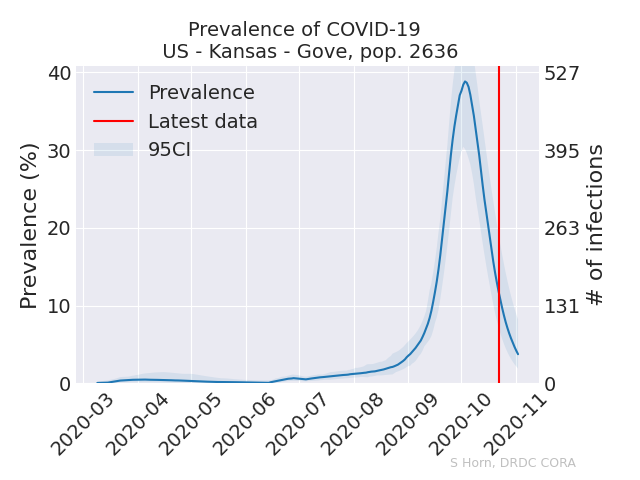 Prevalence of COVID-19
US - Kansas - Gove, pop. 2636
Prevalence
Latest data
95CI
Prevalence (%)
40
30
20
10
0
527
395
263
131
0
# of infections
2020-03
2020-04
2020-05
2020-06
2020-07
2020-08
2020-09
2020-10
2020-11
S Horn, DRDC CORA